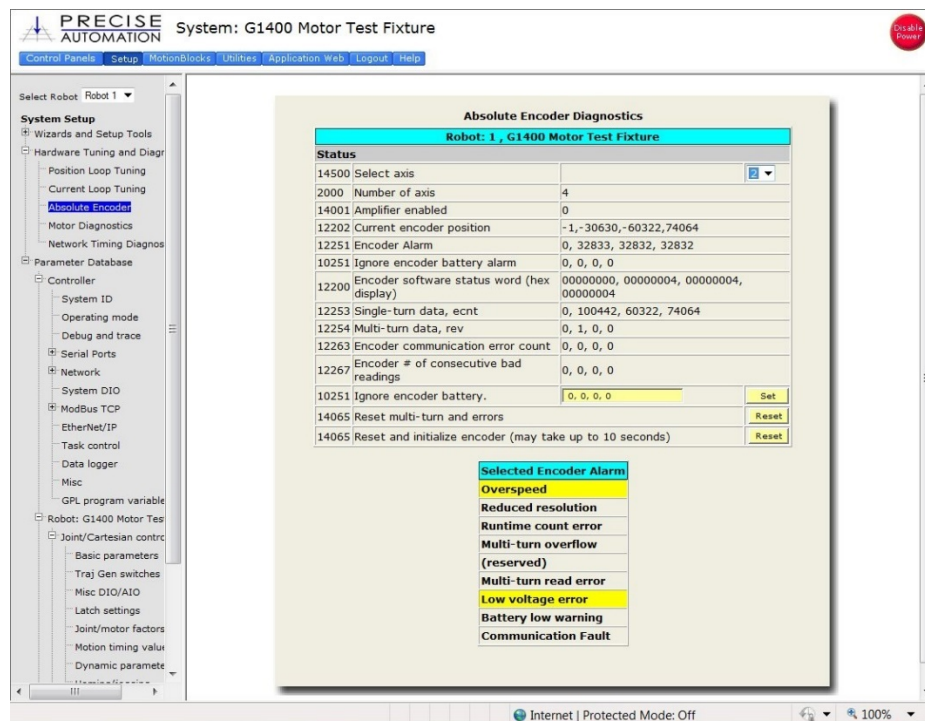 PRECISE
AUTOMATION
System: G1400 Motor Test Fixture
Disable
Power
Control Panels Setup MotionBlocks Utilities Application Web Logout Help
Select Robot Robot 1
System Setup
Wizards and Setup Tools
Hardware Tuning and Diagr
Position Loop Tuning
Current Loop Tuning
Absolute Encoder
Motor Diagnostics
Network Timing Diagnos
Parameter Database
Controller
System ID
Operating mode
Debug and trace
Serial Ports
Network
System DIO
ModBus TCP
EtherNet/IP
Task control
Data logger
Misc
GPL program variable
Robot: G1400 Motor Tes
Joint/Cartesian contro
Basic parameters
Traj Gen switches
Misc DIO/AIO
Latch settings
Joint/motor factors
Motion timing valu
Dynamic paramete
Absolute Encoder Diagnostics
Robot: 1 , G1400 Motor Test Fixture
Status
14500 Select axis 2
2000 Number of axis 4
14001 Amplifier enabled 0
12202 Current encoder position -1,-30630,-60322,74064
12251 Encoder Alarm 0, 32833, 32832, 32832
10251 Ignore encoder battery alarm 0, 0, 0, 0
12200 Encoder software status word (hex display) 00000000, 00000004, 00000004,
00000004
12253 Single-turn data, ecnt 0, 100442, 60322, 74064
12254 Multi-turn data, rev 0, 1, 0, 0
12263 Encoder communication error count 0, 0, 0, 0
12267 Encoder # of consecutive bad readings 0, 0, 0, 0
10251 Ignore encoder battery. 0, 0, 0, 0 Set
14065 Reset multi-turn and errors Reset
14065 Reset and initialize encoder (may take up to 10 seconds) Reset
Selected Encoder Alarm
Overspeed
Reduced resolution
Runtime count error
Multi-turn overflow
(reserved)
Multi-turn read error
Low voltage error
Battery low warning
Communication Fault
Internet | Protected Mode: Off
100%